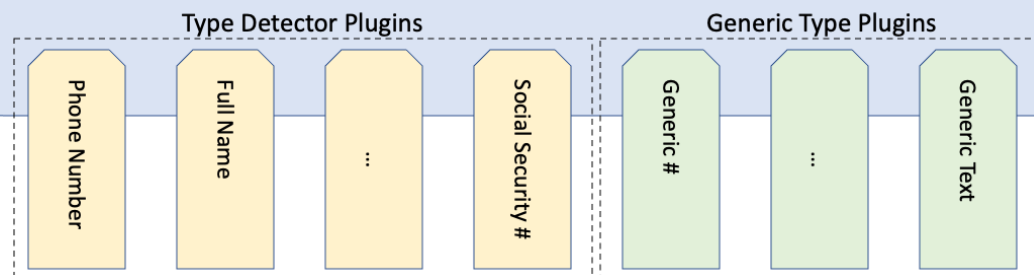 Type Detector Plugins
Generic Type Plugins
Phone Number
Full Name
...
Social Security #
Generic #
...
Generic Text